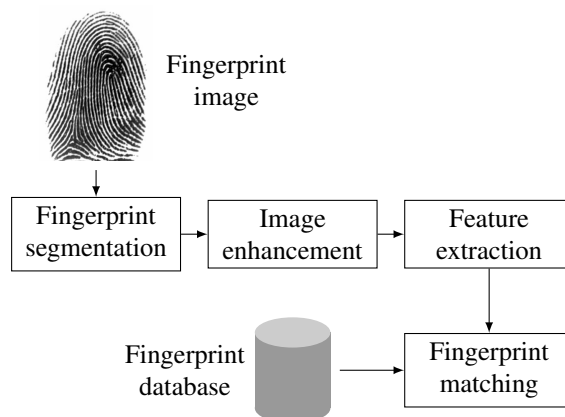 Fingerprint
image
Fingerprint
segmentation
Image
enhancement
Feature
extraction
Fingerprint
database
Fingerprint
matching